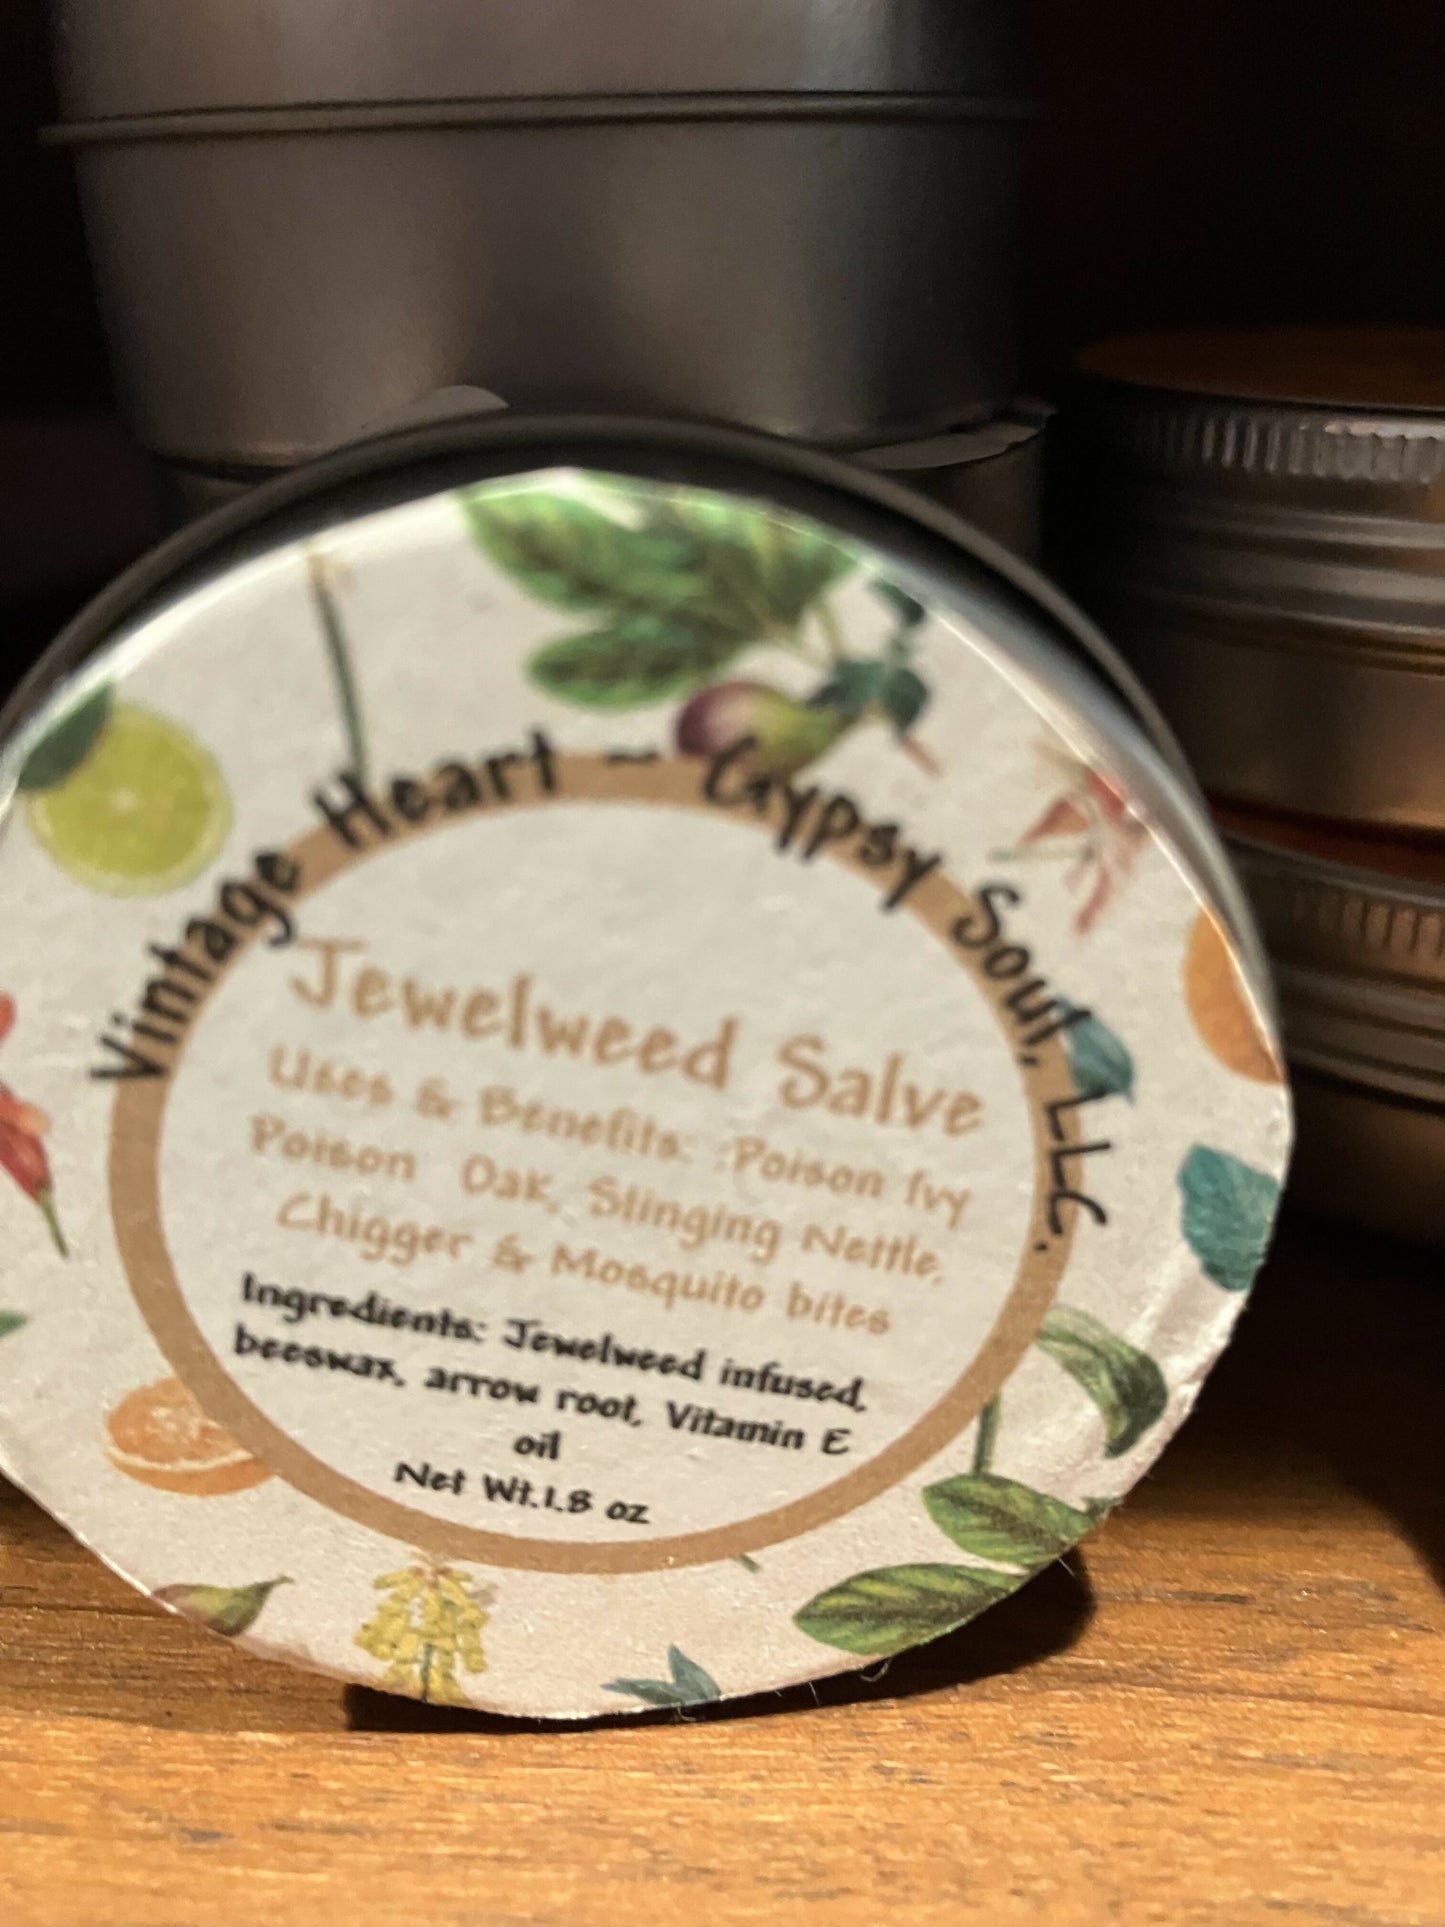 Vintage Heart ~ Gypsy Soul, LLC.
Jewelweed Salve
Uses & Benefits: :Poison Ivy
Poison Oak, Stinging Nettle,
Chigger & Mosquito bites
Ingredients: Jewelweed infused,
beeswax, arrow root, Vitamin E
oil
Net Wt.1.8 oz